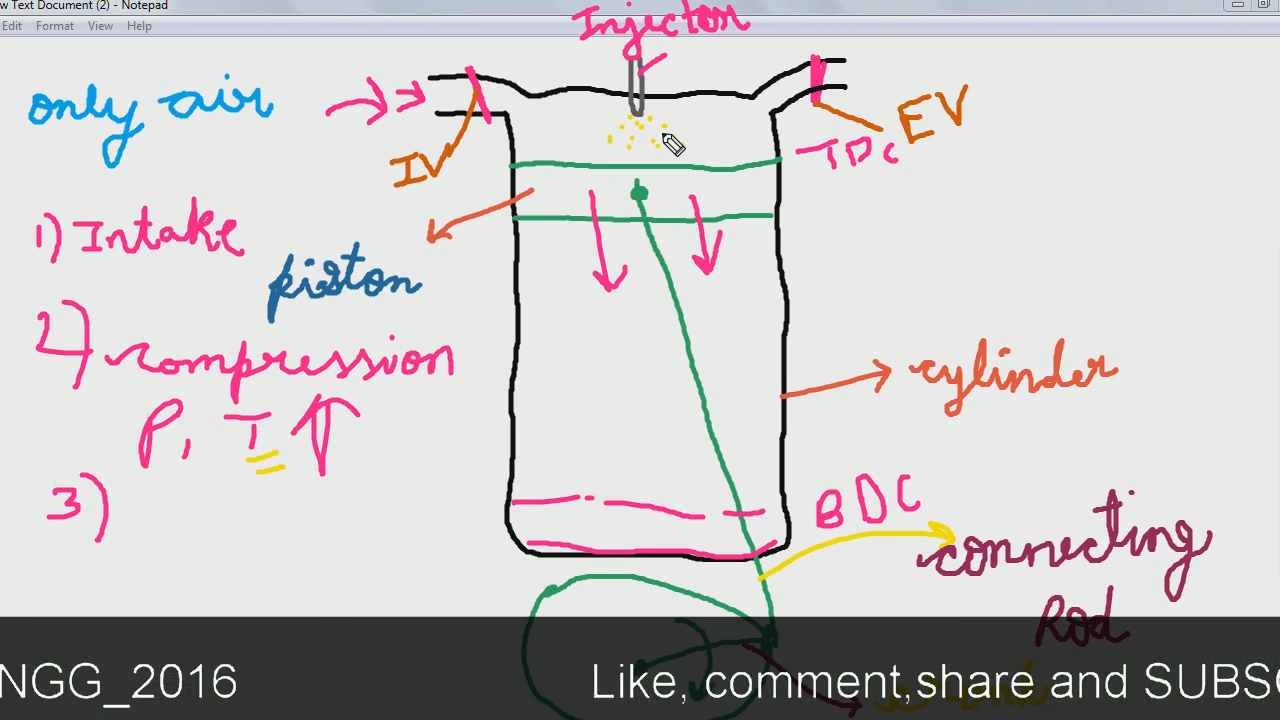 w Text Document (2) - Notepad
Edit Format View Help
Injector
only air
IV
EV
TDC
1) Intake
piston
2) compression
P, T ↑
cylinder
3)
BDC
connecting
Rod
NGG_2016
Like, comment,share and SUBSC